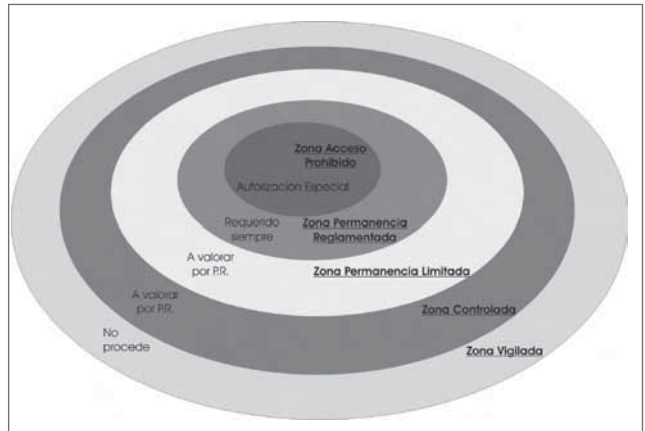 Zona Acceso
Prohibido
Autorización Especial
Requerido
siempre
Zona Permanencia
Reglamentada
A valorar
por P.R.
Zona Permanencia Limitada
A valorar
por P.R.
Zona Controlada
No
procede
Zona Vigilada